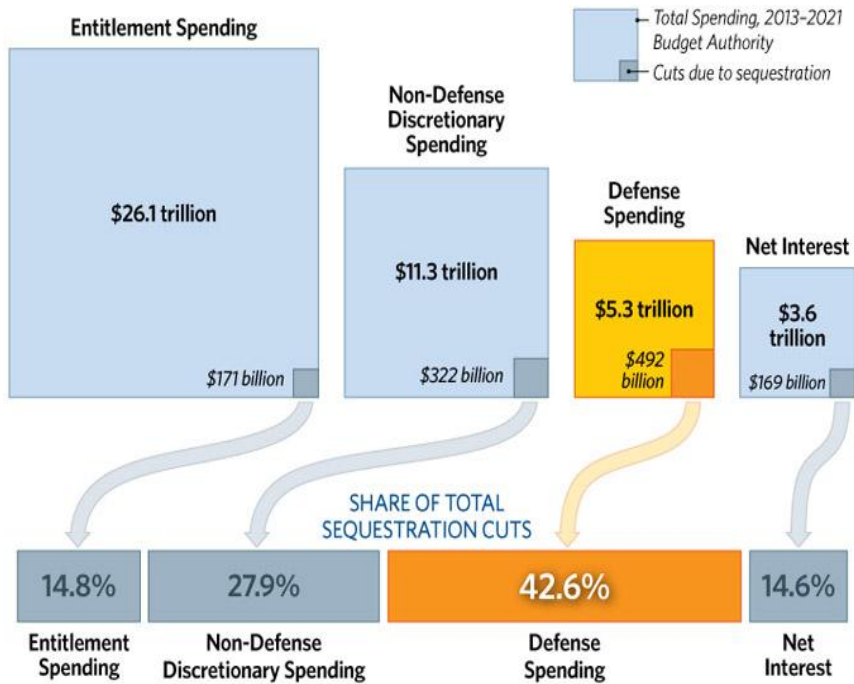 Entitlement Spending
$26.1 trillion
$171 billion
Non-Defense
Discretionary
Spending
$11.3 trillion
$322 billion
Defense
Spending
$5.3 trillion
$492
billion
Net Interest
$3.6
trillion
$169 billion
Total Spending, 2013–2021
Budget Authority
Cuts due to sequestration
SHARE OF TOTAL
SEQUESTRATION CUTS
14.8%
27.9%
42.6%
14.6%
Entitlement
Spending
Non-Defense
Discretionary Spending
Defense
Spending
Net
Interest